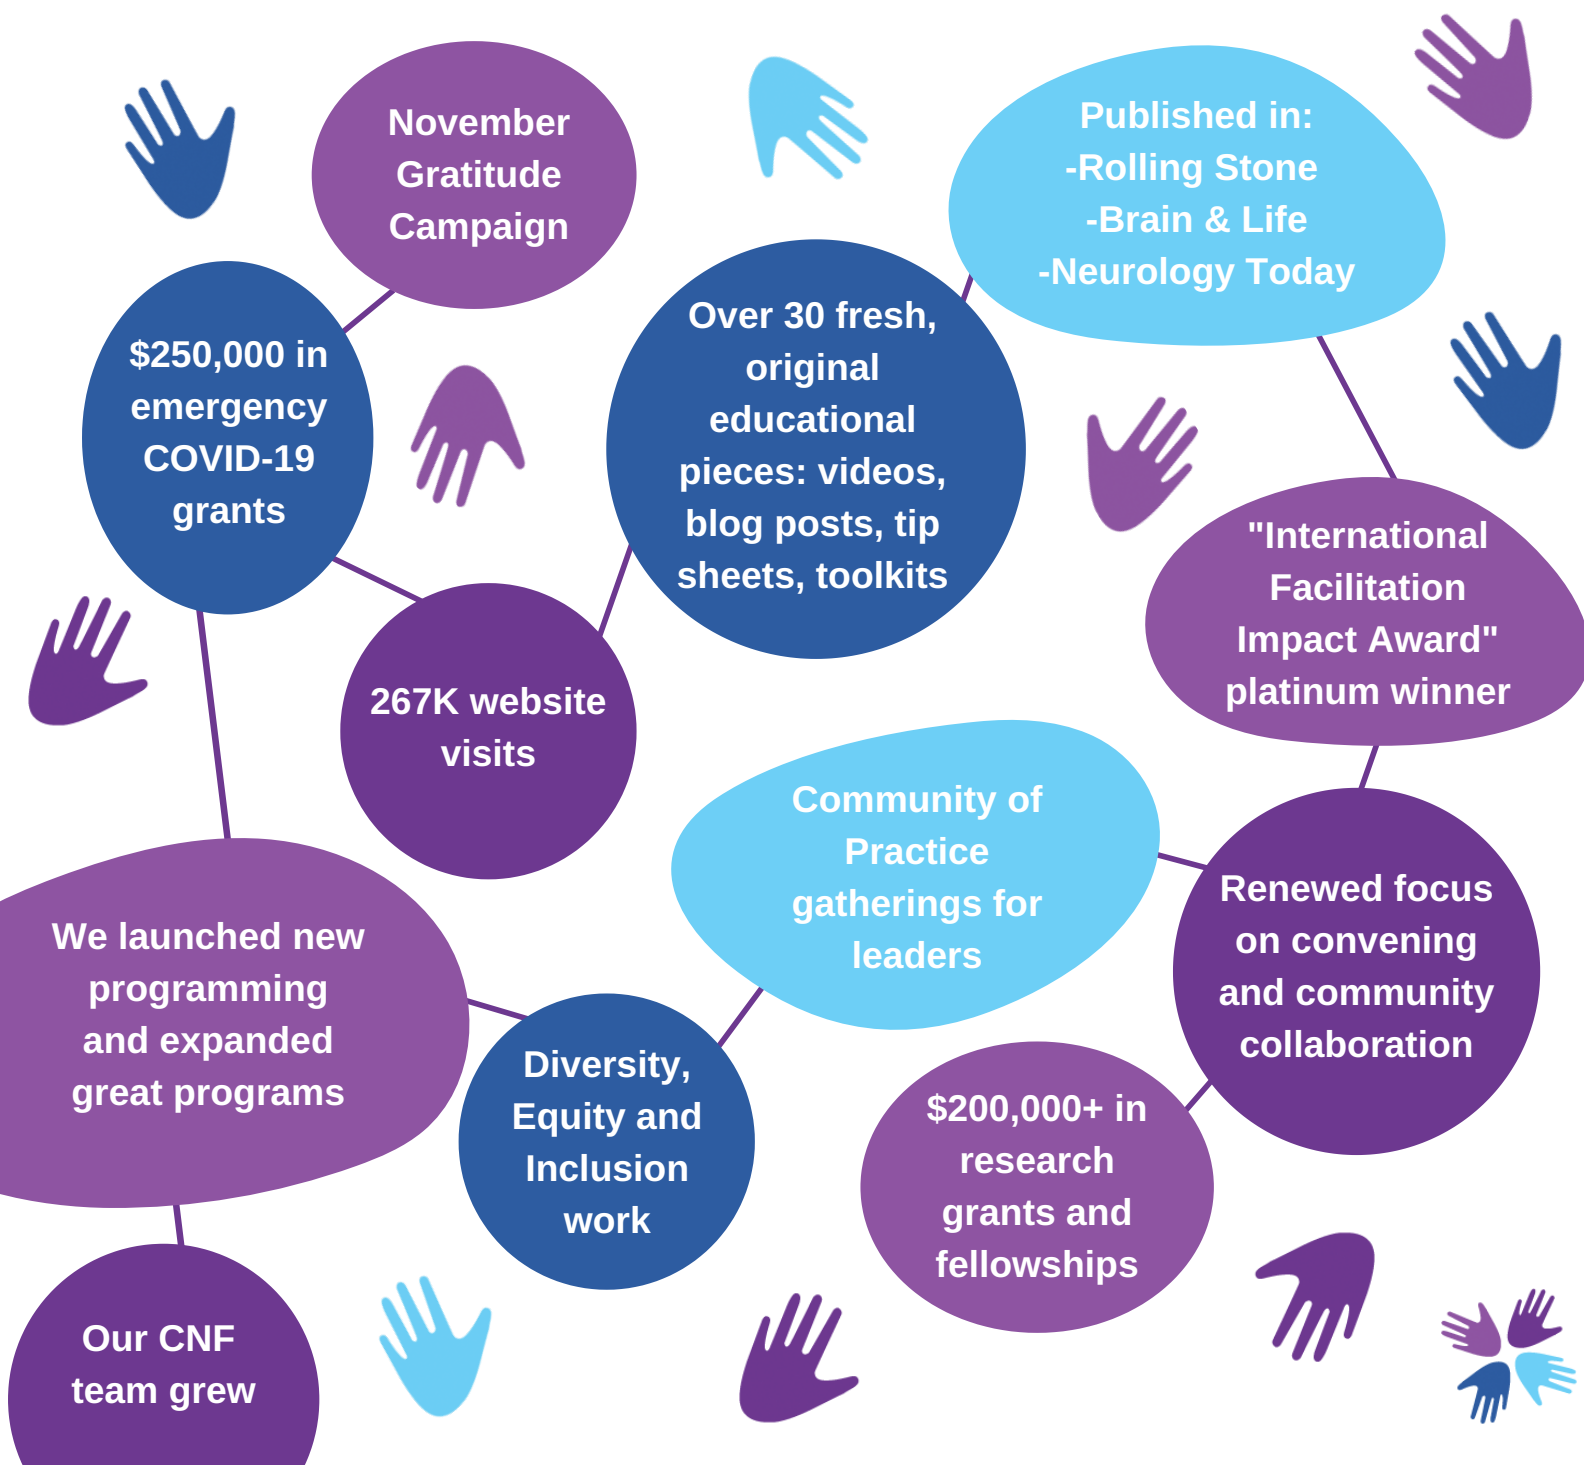 November
Gratitude
Campaign
Published in:
-Rolling Stone
-Brain & Life
-Neurology Today
$250,000 in
emergency
COVID-19
grants
Over 30 fresh,
original
educational
pieces: videos,
blog posts, tip
sheets, toolkits
"International
Facilitation
Impact Award"
platinum winner
267K website
visits
Community of
Practice
gatherings for
leaders
Renewed focus
on convening
and community
collaboration
We launched new
programming
and expanded
great programs
Diversity,
Equity and
Inclusion
work
$200,000+ in
research
grants and
fellowships
Our CNF
team grew